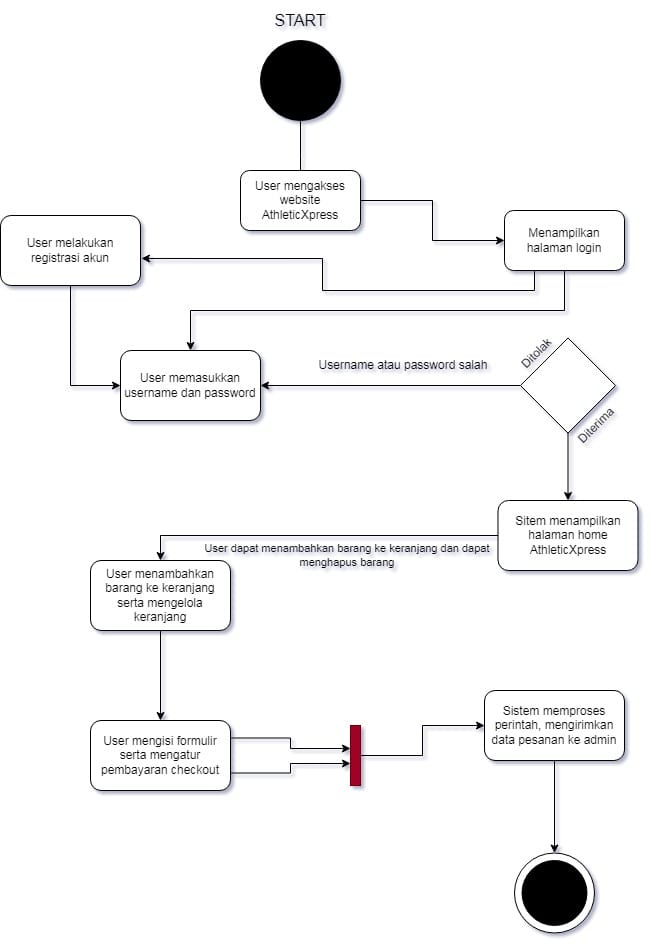 START
User mengakses
website
AthleticXpress
User melakukan
registrasi akun
Menampilkan
halaman login
User memasukkan
username dan password
Username atau password salah
Ditolak
Diterima
Sitem menampilkan
halaman home
AthleticXpress
User dapat menambahkan barang ke keranjang dan dapat
menghapus barang
User menambahkan
barang ke keranjang
serta mengelola
keranjang
User mengisi formulir
serta mengatur
pembayaran checkout
Sistem memproses
perintah, mengirimkan
data pesanan ke admin